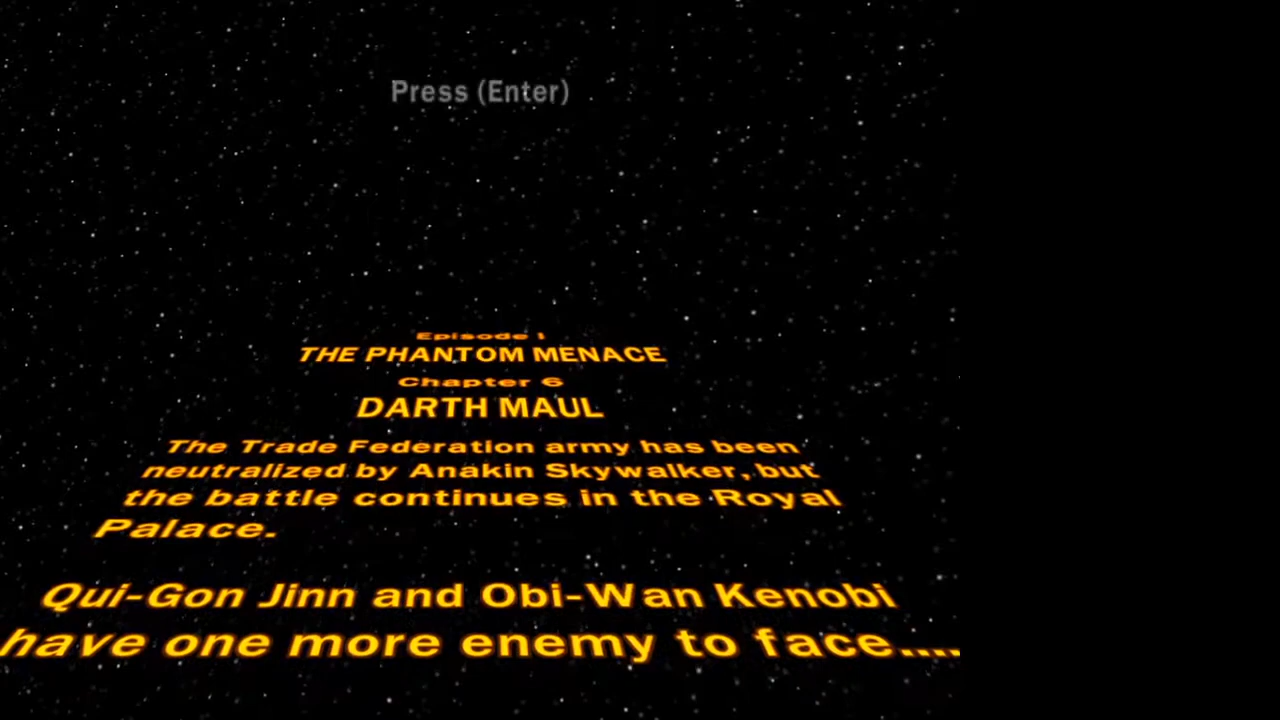 Press (Enter)
Episode I
THE PHANTOM MENACE
Chapter 6
DARTH MAUL
The Trade Federation army has been
neutralized by Anakin Skywalker, but
the battle continues in the Royal
Palace.
Qui-Gon Jinn and Obi-Wan Kenobi
have one more enemy to face....